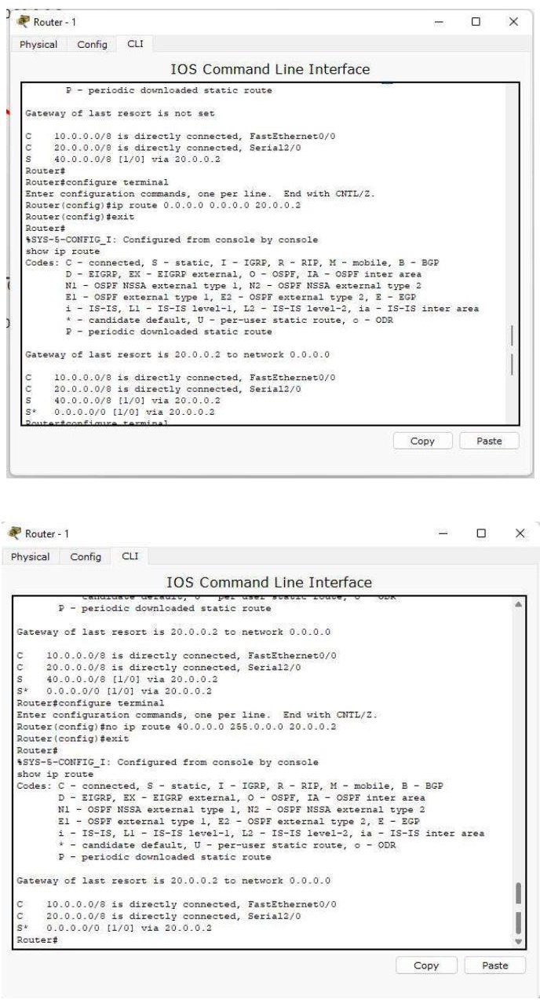 Router - 1
Physical Config CLI
IOS Command Line Interface
P - periodic downloaded static route
Gateway of last resort is not set
C 10.0.0.0/8 is directly connected, FastEthernet0/0
C 20.0.0.0/8 is directly connected, Serial2/0
S 40.0.0.0/8 [1/0] via 20.0.0.2
Router#
Router#configure terminal
Enter configuration commands, one per line. End with CNTL/Z.
Router(config)#ip route 0.0.0.0 0.0.0.0 20.0.0.2
Router(config)#exit
Router#
%SYS-5-CONFIG_I: Configured from console by console
show ip route
Codes: C - connected, S - static, I - IGRP, R - RIP, M - mobile, B - BGP
D - EIGRP, EX - EIGRP external, O - OSPF, IA - OSPF inter area
N1 - OSPF NSSA external type 1, N2 - OSPF NSSA external type 2
E1 - OSPF external type 1, E2 - OSPF external type 2, E - EGP
i - IS-IS, L1 - IS-IS level-1, L2 - IS-IS level-2, ia - IS-IS inter area
* - candidate default, U - per-user static route, o - ODR
P - periodic downloaded static route
Gateway of last resort is 20.0.0.2 to network 0.0.0.0
C 10.0.0.0/8 is directly connected, FastEthernet0/0
C 20.0.0.0/8 is directly connected, Serial2/0
S 40.0.0.0/8 [1/0] via 20.0.0.2
S* 0.0.0.0/0 [1/0] via 20.0.0.2
Router#configure terminal
Copy Paste
Router - 1
Physical Config CLI
IOS Command Line Interface
candidate default, U - per-user static route, o - ODR
P - periodic downloaded static route
Gateway of last resort is 20.0.0.2 to network 0.0.0.0
C 10.0.0.0/8 is directly connected, FastEthernet0/0
C 20.0.0.0/8 is directly connected, Serial2/0
S 40.0.0.0/8 [1/0] via 20.0.0.2
S* 0.0.0.0/0 [1/0] via 20.0.0.2
Router#configure terminal
Enter configuration commands, one per line. End with CNTL/Z.
Router(config)#no ip route 40.0.0.0 255.0.0.0 20.0.0.2
Router(config)#exit
Router#
%SYS-5-CONFIG_I: Configured from console by console
show ip route
Codes: C - connected, S - static, I - IGRP, R - RIP, M - mobile, B - BGP
D - EIGRP, EX - EIGRP external, O - OSPF, IA - OSPF inter area
N1 - OSPF NSSA external type 1, N2 - OSPF NSSA external type 2
E1 - OSPF external type 1, E2 - OSPF external type 2, E - EGP
i - IS-IS, L1 - IS-IS level-1, L2 - IS-IS level-2, ia - IS-IS inter area
* - candidate default, U - per-user static route, o - ODR
P - periodic downloaded static route
Gateway of last resort is 20.0.0.2 to network 0.0.0.0
C 10.0.0.0/8 is directly connected, FastEthernet0/0
C 20.0.0.0/8 is directly connected, Serial2/0
S* 0.0.0.0/0 [1/0] via 20.0.0.2
Router#
Copy Paste